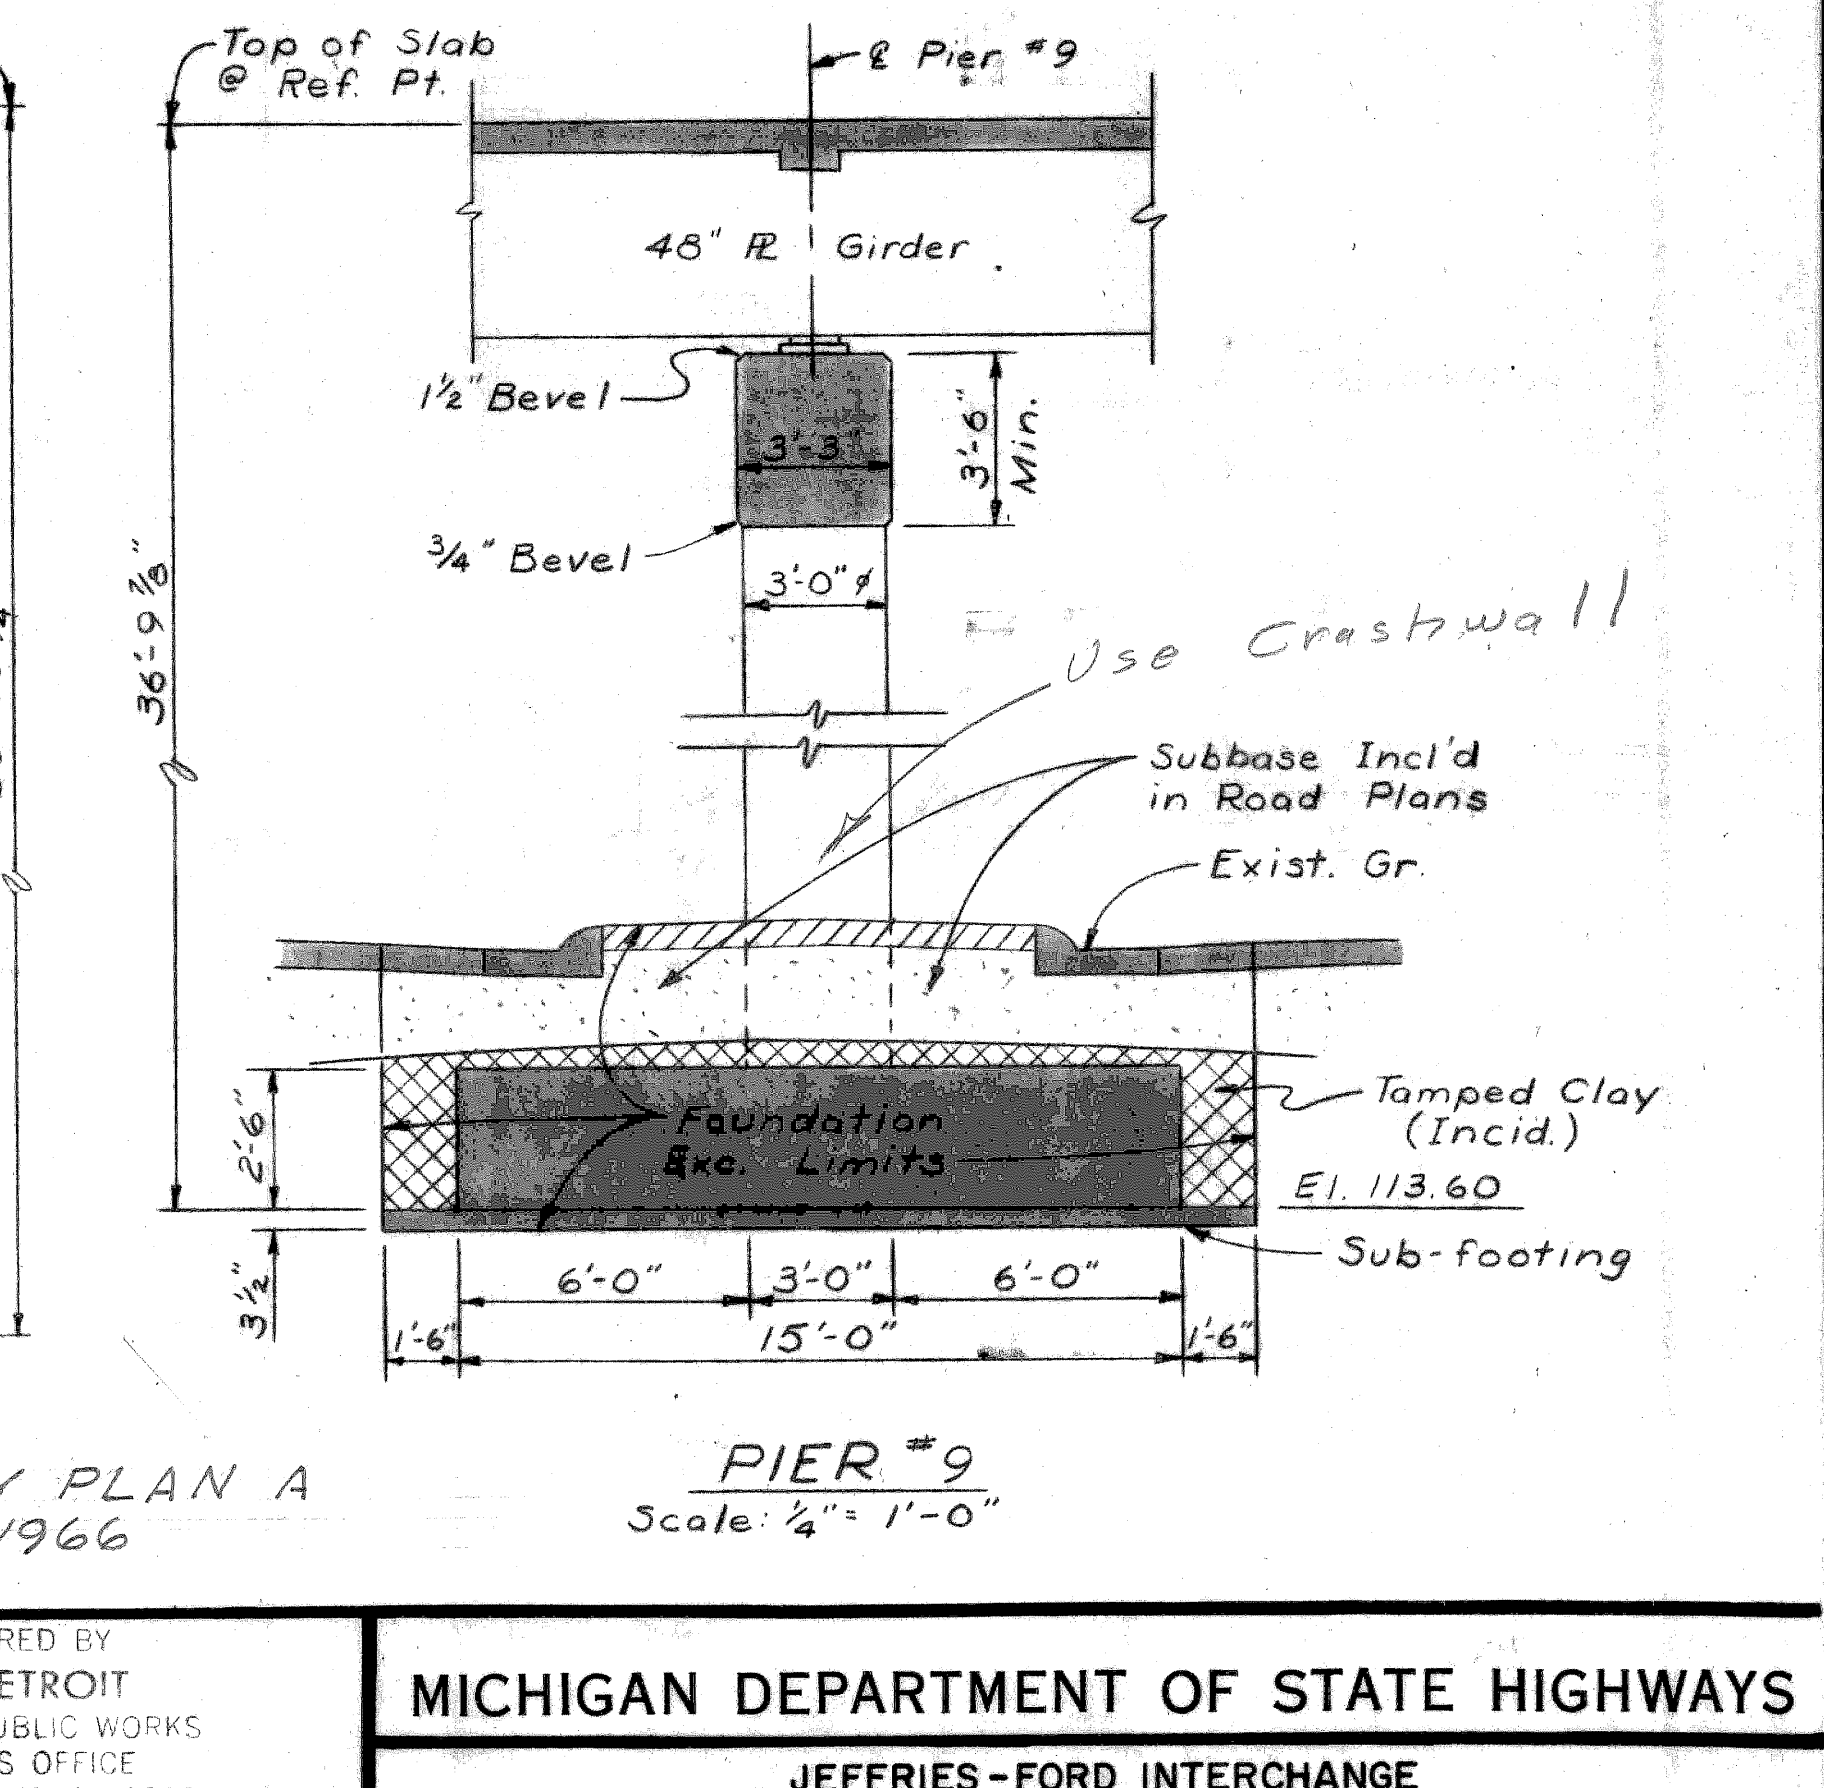 Top of Slab
@ Ref. Pt.
℄ Pier #9
48" ⅊ Girder
1½" Bevel
3'-3"
3'-6"
Min.
¾" Bevel
3'-0" ⌀
36'-9⅞"
Use Crashwall
Subbase Incl'd
in Road Plans
Exist. Gr.
2'-6"
Foundation
Exc. Limits
Tamped Clay
(Incid.)
El. 113.60
Sub-footing
3½"
6'-0" 3'-0" 6'-0"
1'-6" 15'-0" 1'-6"
PIER #9
Scale: ¼" = 1'-0"
PLAN A
1966
RED BY
ETROIT
UBLIC WORKS
S OFFICE
MICHIGAN DEPARTMENT OF STATE HIGHWAYS
JEFFRIES-FORD INTERCHANGE